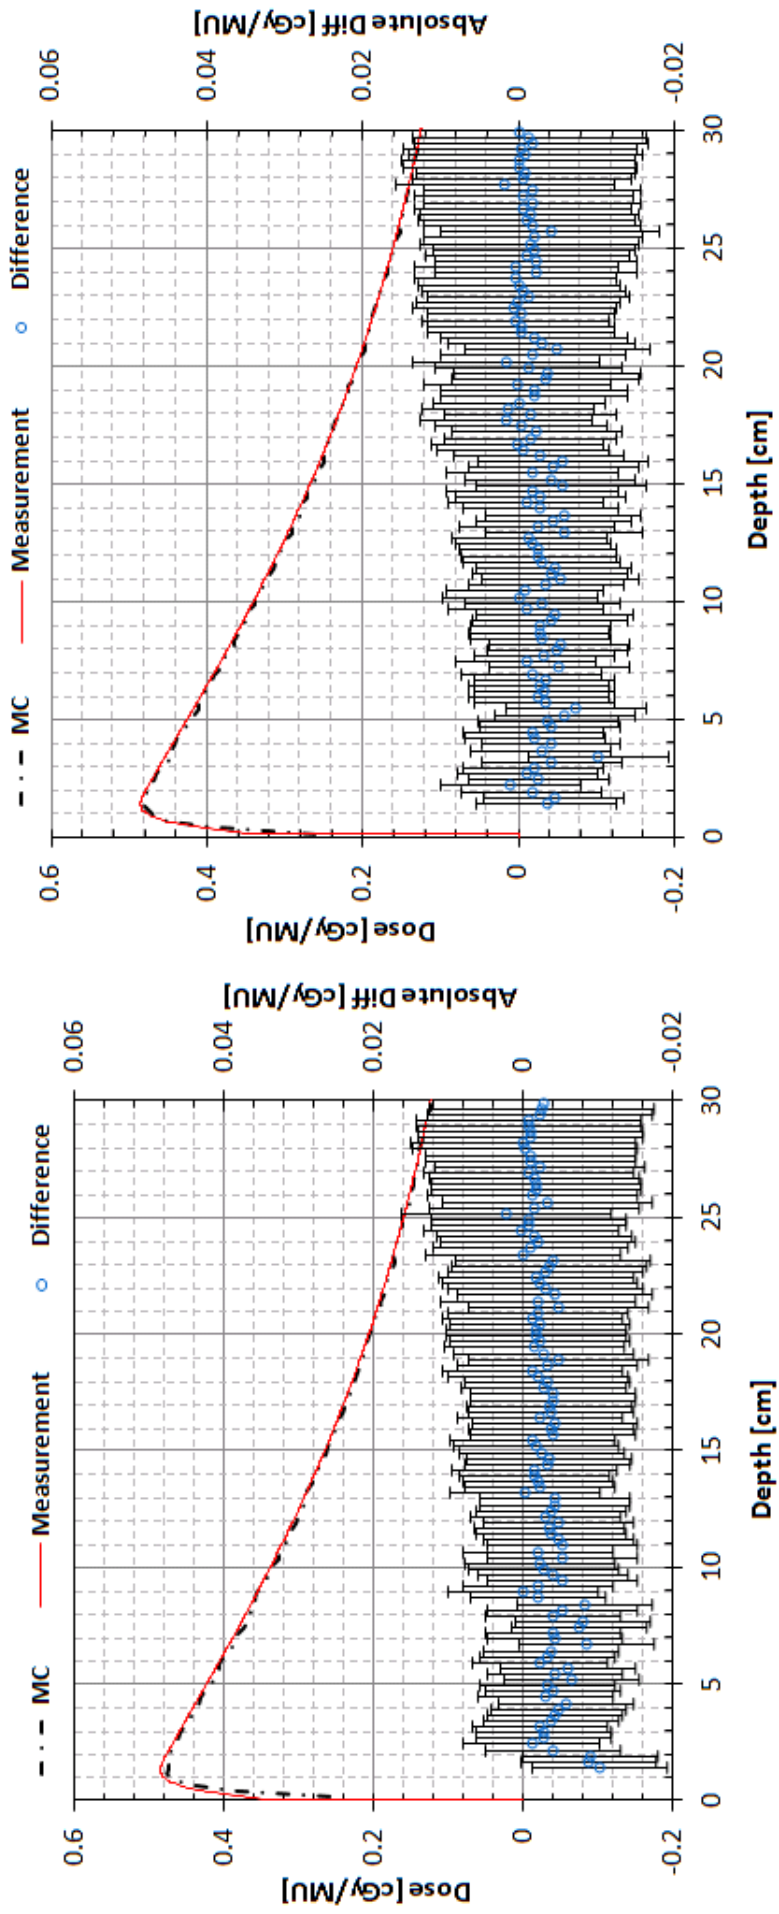 MC Measurement Difference
0.6
0.4
0.2
0
-0.2
Dose [cGy/MU]
0.06
0.04
0.02
0
-0.02
Absolute Diff [cGy/MU]
0 5 10 15 20 25 30
Depth [cm]
MC Measurement Difference
0.6
0.4
0.2
0
-0.2
Dose [cGy/MU]
0.06
0.04
0.02
0
-0.02
Absolute Diff [cGy/MU]
0 5 10 15 20 25 30
Depth [cm]